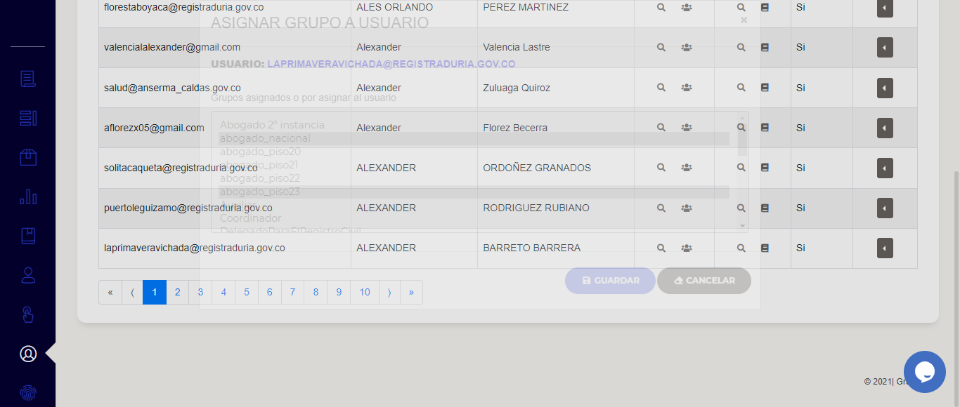 florestaboyaca@registraduria.gov.co ALES ORLANDO PEREZ MARTINEZ Si
ASIGNAR GRUPO A USUARIO ×
valencialalexander@gmail.com Alexander Valencia Lastre Si
USUARIO: LAPRIMAVERAVICHADA@REGISTRADURIA.GOV.CO
salud@anserma_caldas.gov.co Alexander Zuluaga Quiroz Si
Grupos asignados o por asignar al usuario
Abogado 2° instancia
aflorezx05@gmail.com Alexander Florez Becerra Si
abogado_nacional
abogado_piso20
abogado_piso21
solitacaqueta@registraduria.gov.co ALEXANDER ORDOÑEZ GRANADOS Si
abogado_piso22
abogado_piso23
puertoleguizamo@registraduria.gov.co ALEXANDER RODRIGUEZ RUBIANO Si
Coordinador
DelegadoParaElRegistroCivil
laprimaveravichada@registraduria.gov.co ALEXANDER BARRETO BARRERA Si
GUARDAR CANCELAR
« ⟨ 1 2 3 4 5 6 7 8 9 10 ⟩ »
© 2021|